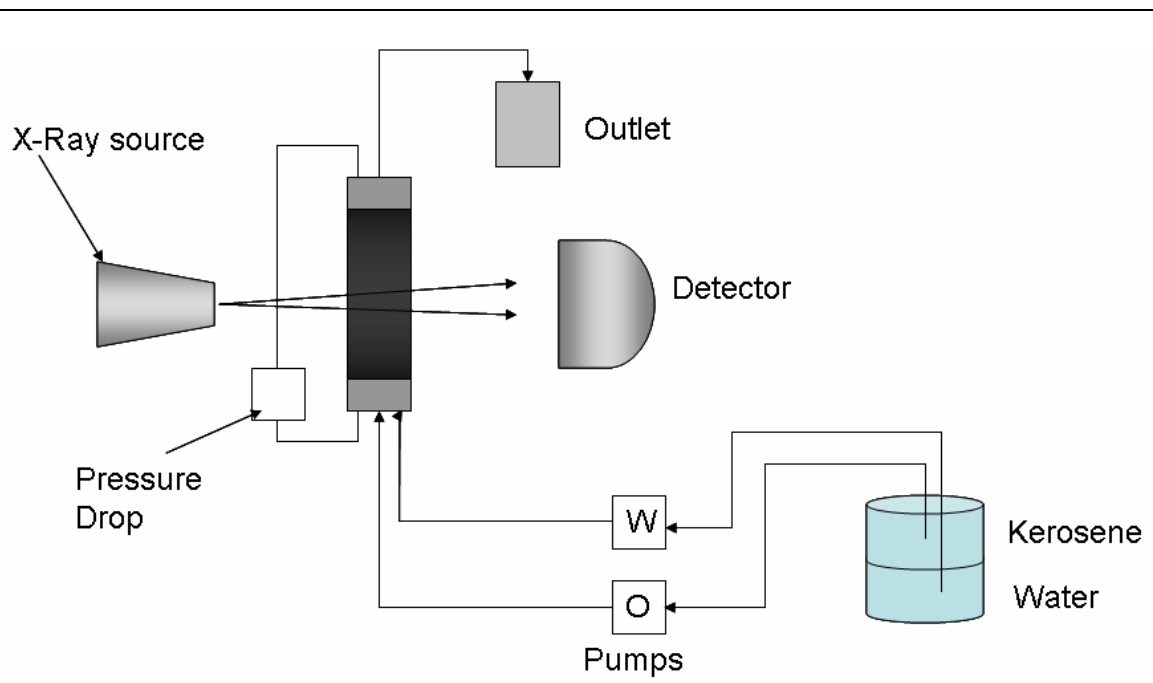 X-Ray source
Outlet
Detector
Pressure
Drop
W
Kerosene
Water
O
Pumps